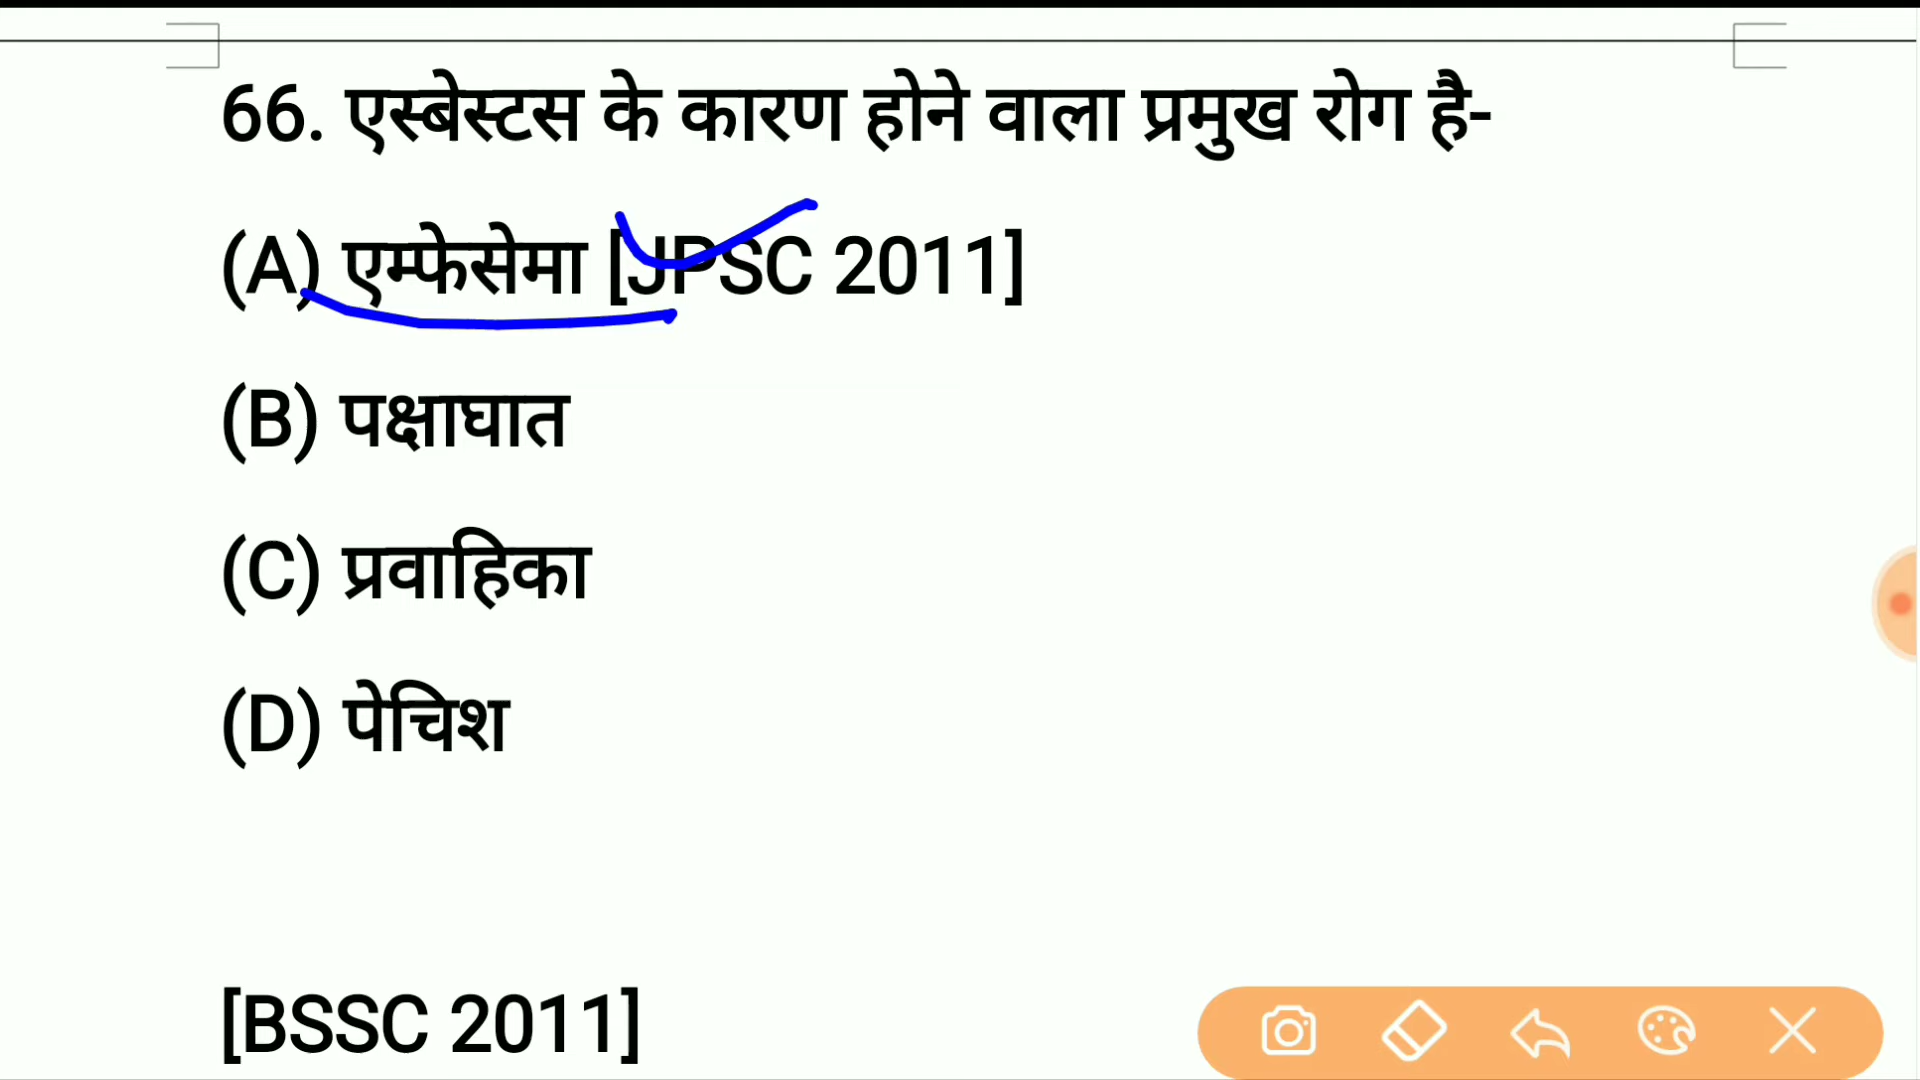 66. एस्बेस्टस के कारण होने वाला प्रमुख रोग है-
(A) एम्फेसेमा [JPSC 2011]
(B) पक्षाघात
(C) प्रवाहिका
(D) पेचिश
[BSSC 2011]